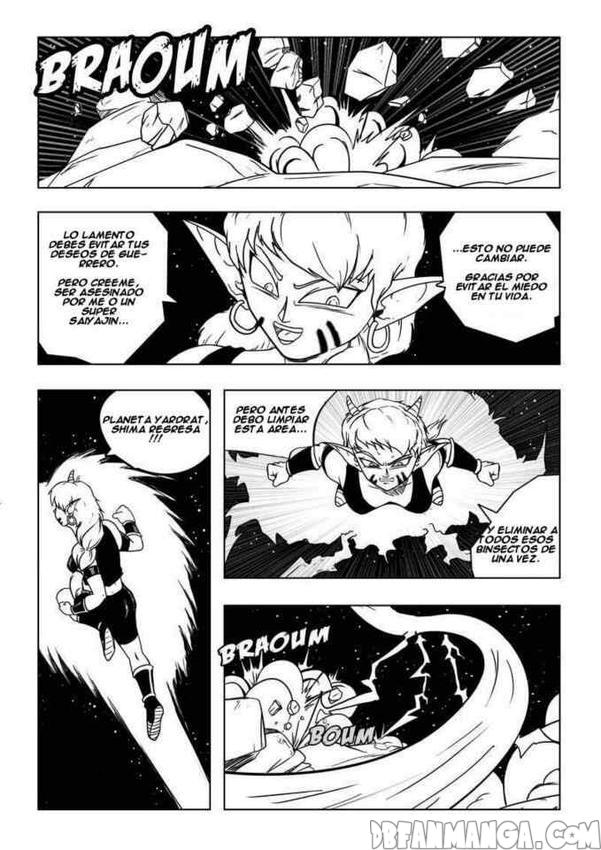 BRAOUM
LO LAMENTO
DEBES EVITAR TUS
DESEOS DE GUE-
RRERO.
PERO CREEME,
SER ASESINADO
POR ME O UN
SUPER
SAIYAJIN...
...ESTO NO PUEDE
CAMBIAR.
GRACIAS POR
EVITAR EL MIEDO
EN TU VIDA.
PLANETA YARDRAT,
SHIMA REGRESA
!!!
PERO ANTES
DEBO LIMPIAR
ESTA AREA...
Y ELIMINAR A
TODOS ESOS
BINSECTOS DE
UNA VEZ.
BRAOUM
BOUM
DBFANMANGA.COM